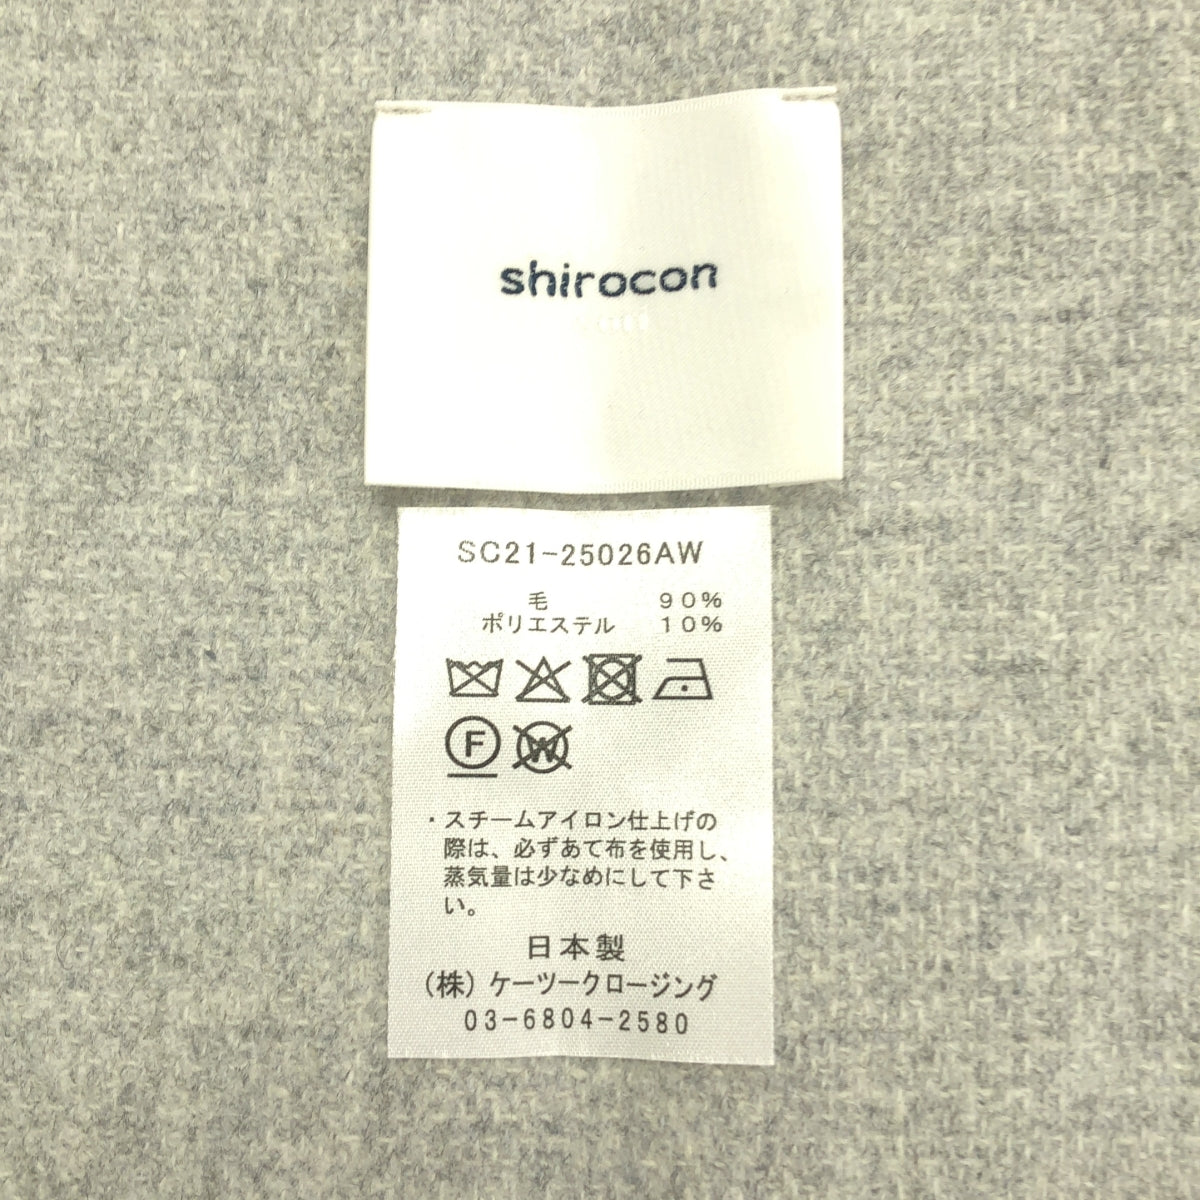 shirocon
SC21-25026AW
毛 90%
ポリエステル 10%
F W
・スチームアイロン仕上げの
際は、必ずあて布を使用し、
蒸気量は少なめにして下さ
い。
日本製
(株)ケーツークロージング
03-6804-2580